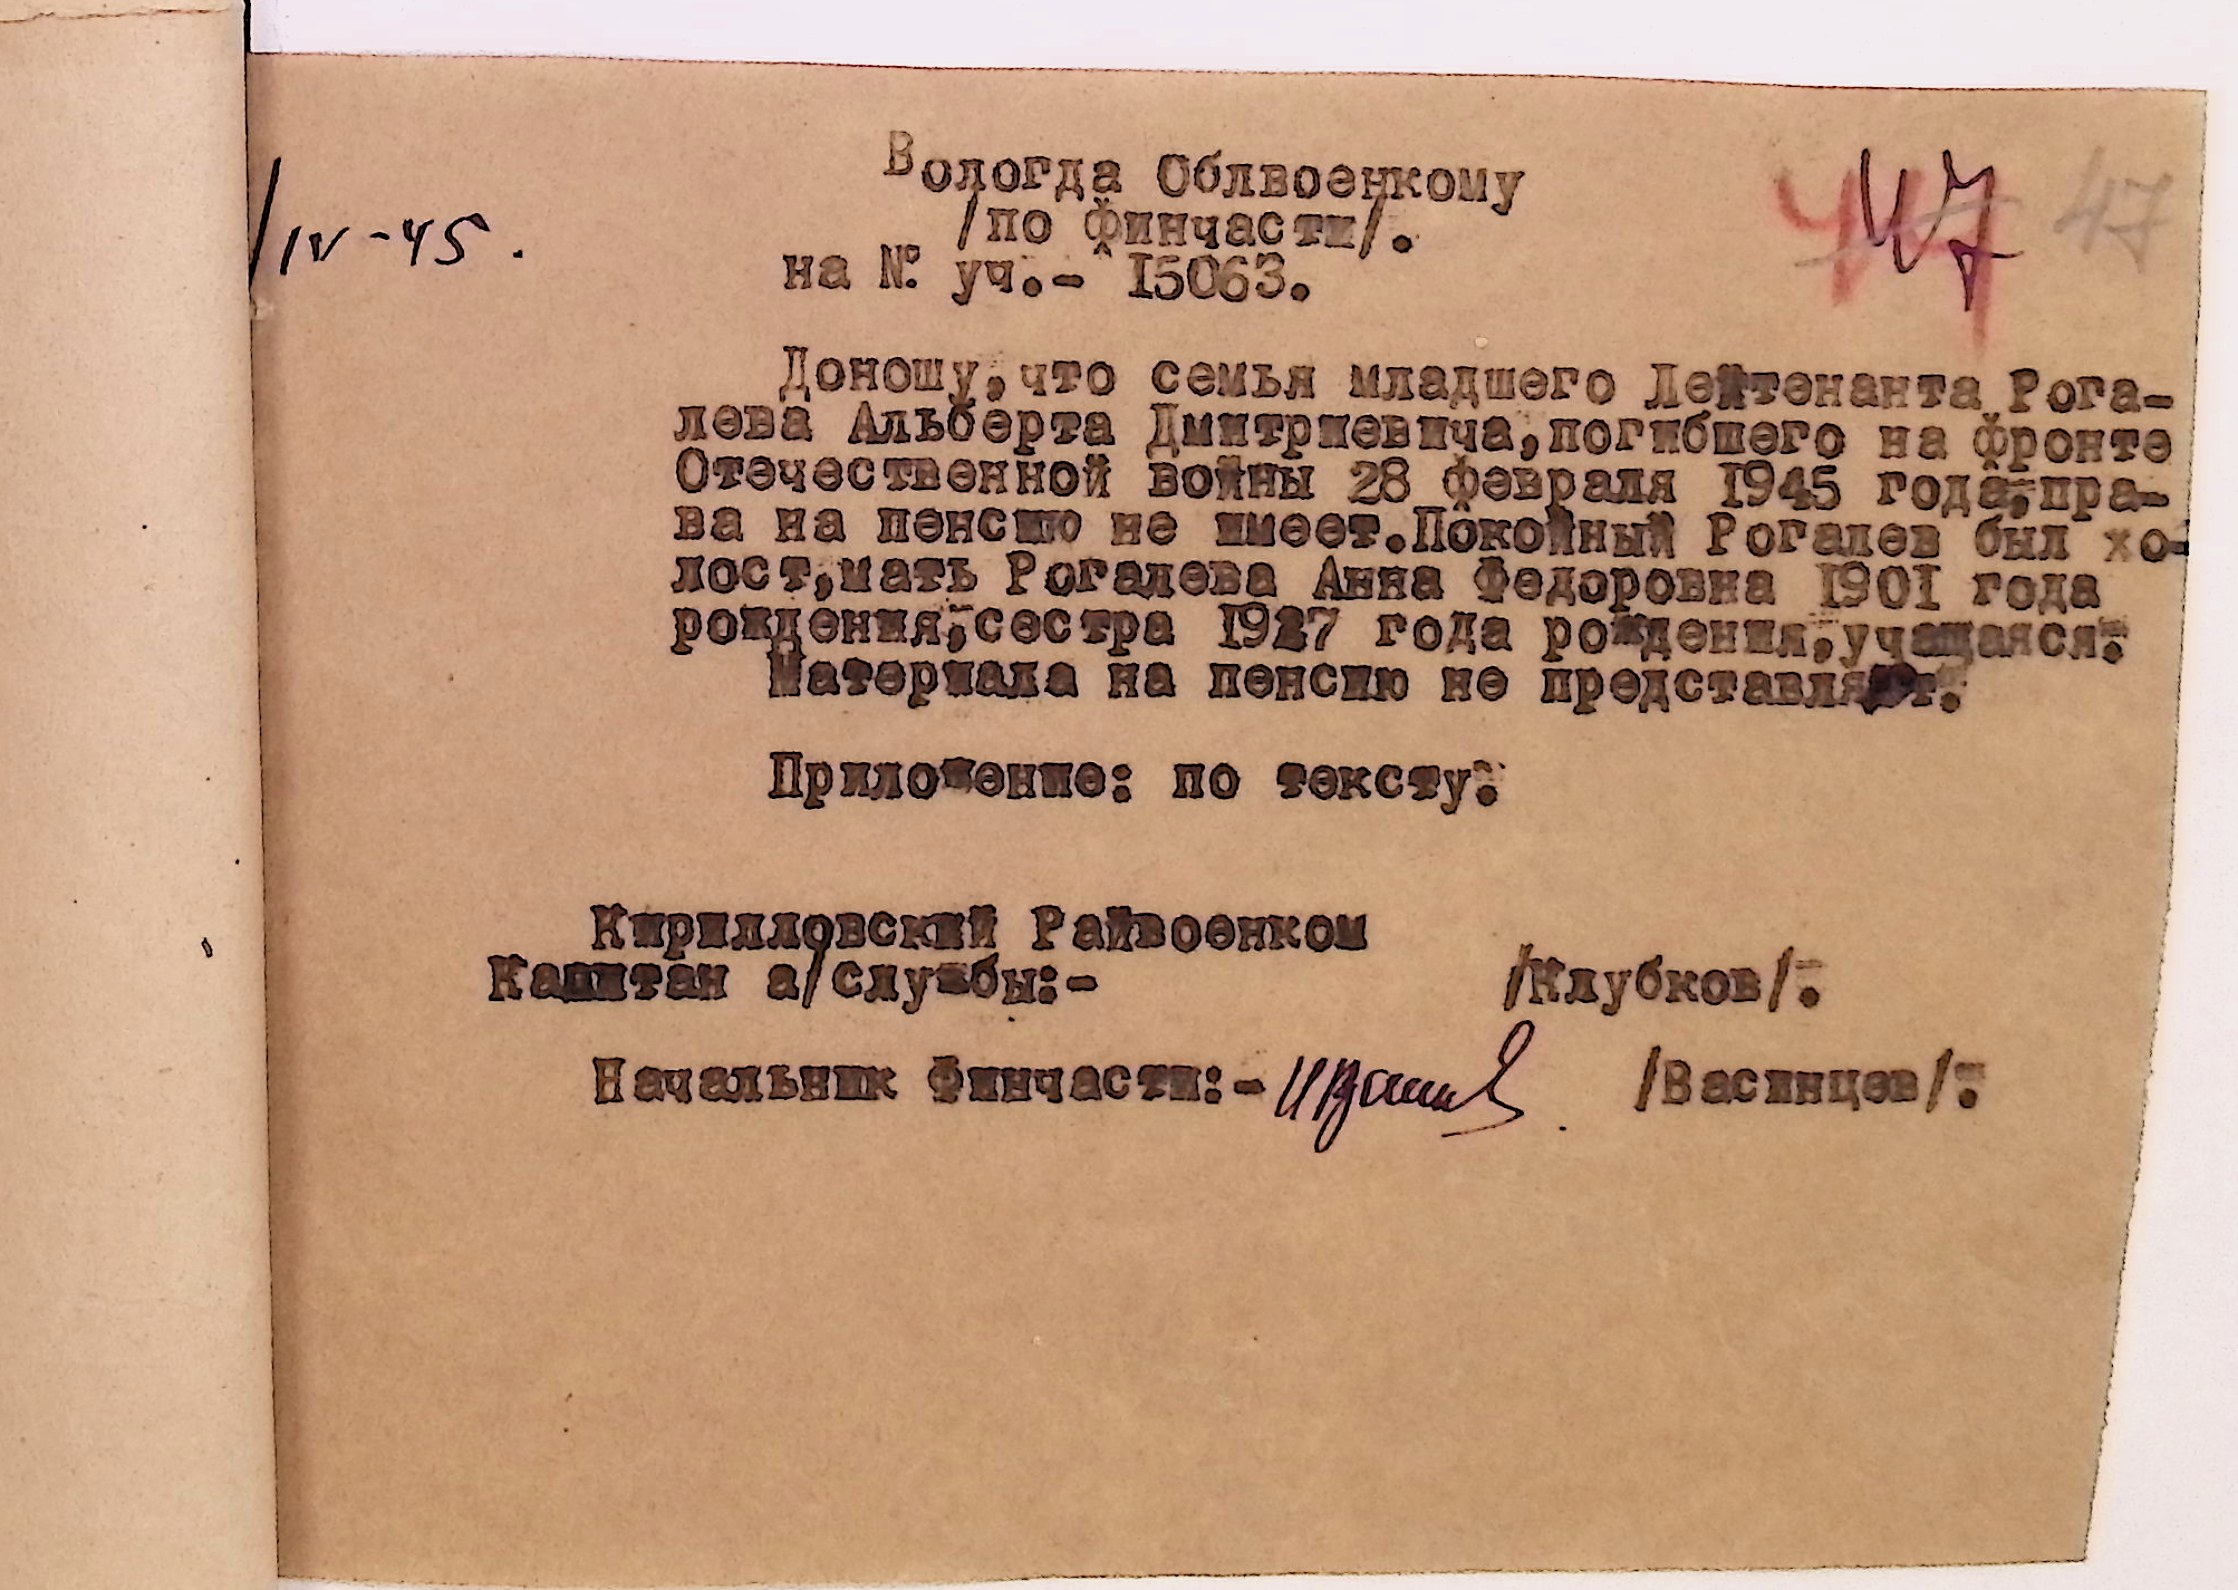 Вологда Облвоенкому
/по финчасти/.
/IV-45.
447 47
на № уч.- 15063.
Доношу,что семья младшего Лейтенанта Рога-
лева Альберта Дмитриевича,погибшего на фронте
Отечественной войны 28 февраля 1945 года,пра-
ва на пенсию не имеет.Покойный Рогалев был хо-
лост,мать Рогалева Анна Федоровна 1901 года
рождения,сестра 1927 года рождения,учащаяся.
Материала на пенсию не представляет.
Приложение: по тексту.
Кирилловский Райвоенком
Капитан а/службы:- /Клубков/.
Начальник Финчасти:- /Васинцев/.